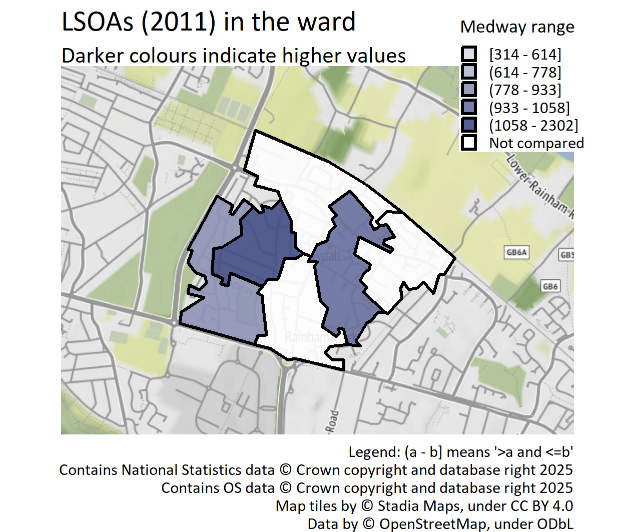 LSOAs (2011) in the ward
Darker colours indicate higher values
Medway range
[314 - 614]
(614 - 778]
(778 - 933]
(933 - 1058]
(1058 - 2302]
Not compared
Lower-Rainham-R
GB6A
GBS
GB6
Rainham
-Road
Legend: (a - b] means '>a and <=b'
Contains National Statistics data © Crown copyright and database right 2025
Contains OS data © Crown copyright and database right 2025
Map tiles by © Stadia Maps, under CC BY 4.0
Data by © OpenStreetMap, under ODbL